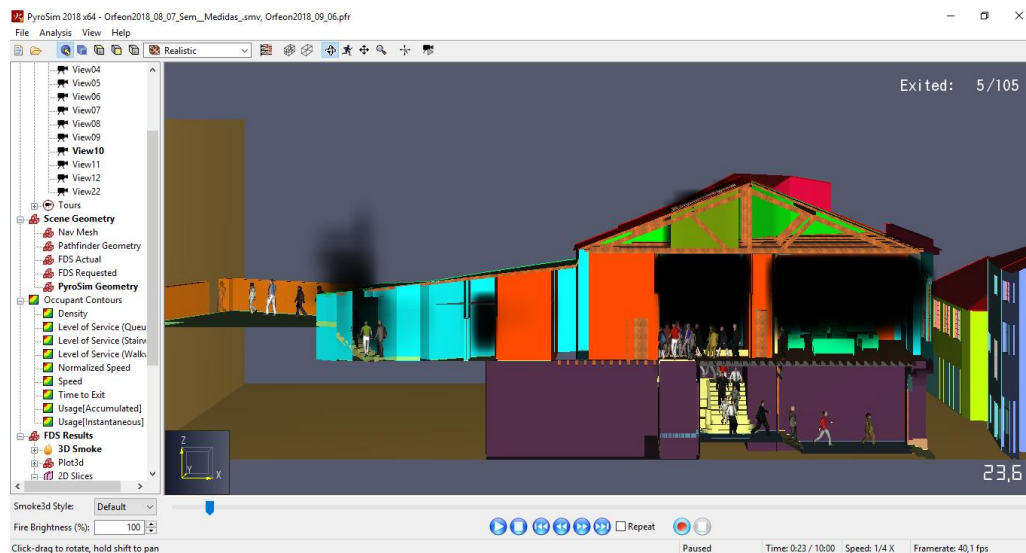 PyroSim 2018 x64 - Orfeon2018_08_07_Sem__Medidas_.smv, Orfeon2018_09_06.pfr
File Analysis View Help
Realistic
View04
View05
View06
View07
View08
View09
View10
View11
View12
View22
Tours
Scene Geometry
Nav Mesh
Pathfinder Geometry
FDS Actual
FDS Requested
PyroSim Geometry
Occupant Contours
Density
Level of Service (Queu
Level of Service (Stairw
Level of Service (Walkw
Normalized Speed
Speed
Time to Exit
Usage[Accumulated]
Usage[Instantaneous]
FDS Results
3D Smoke
Plot3d
2D Slices
Exited: 5/105
Z
Y
X
23,6
Smoke3d Style: Default
Fire Brightness (%): 100
Repeat
Click-drag to rotate, hold shift to pan
Paused
Time: 0:23 / 10:00
Speed: 1/4 X
Framerate: 40,1 fps